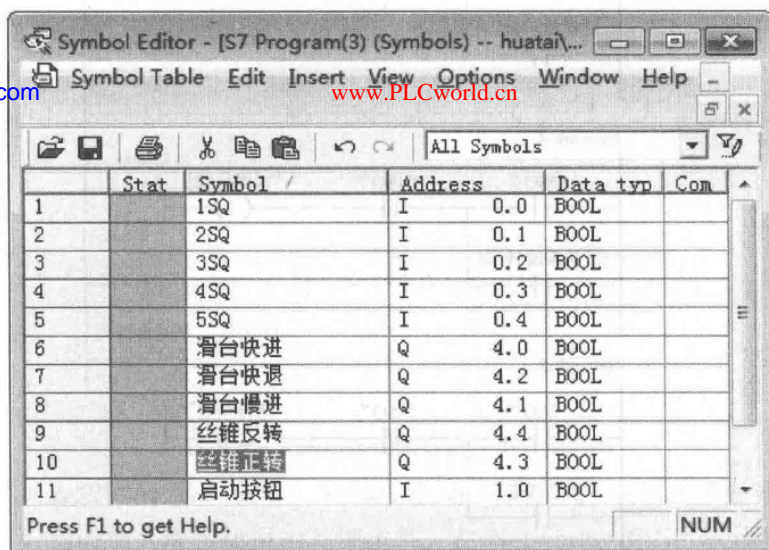 Symbol Editor - [S7 Program(3) (Symbols) -- huatai\...
Symbol Table Edit Insert View Options Window Help
com
www.PLCworld.cn
All Symbols
Stat Symbol / Address Data typ Com
1 1SQ I 0.0 BOOL
2 2SQ I 0.1 BOOL
3 3SQ I 0.2 BOOL
4 4SQ I 0.3 BOOL
5 5SQ I 0.4 BOOL
6 滑台快进 Q 4.0 BOOL
7 滑台快退 Q 4.2 BOOL
8 滑台慢进 Q 4.1 BOOL
9 丝锥反转 Q 4.4 BOOL
10 丝锥正转 Q 4.3 BOOL
11 启动按钮 I 1.0 BOOL
Press F1 to get Help. NUM